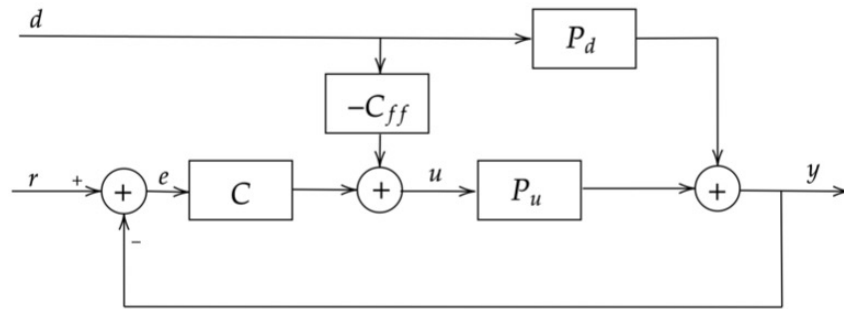 d
P_d
–C_ff
r + + e C + u P_u + y
–